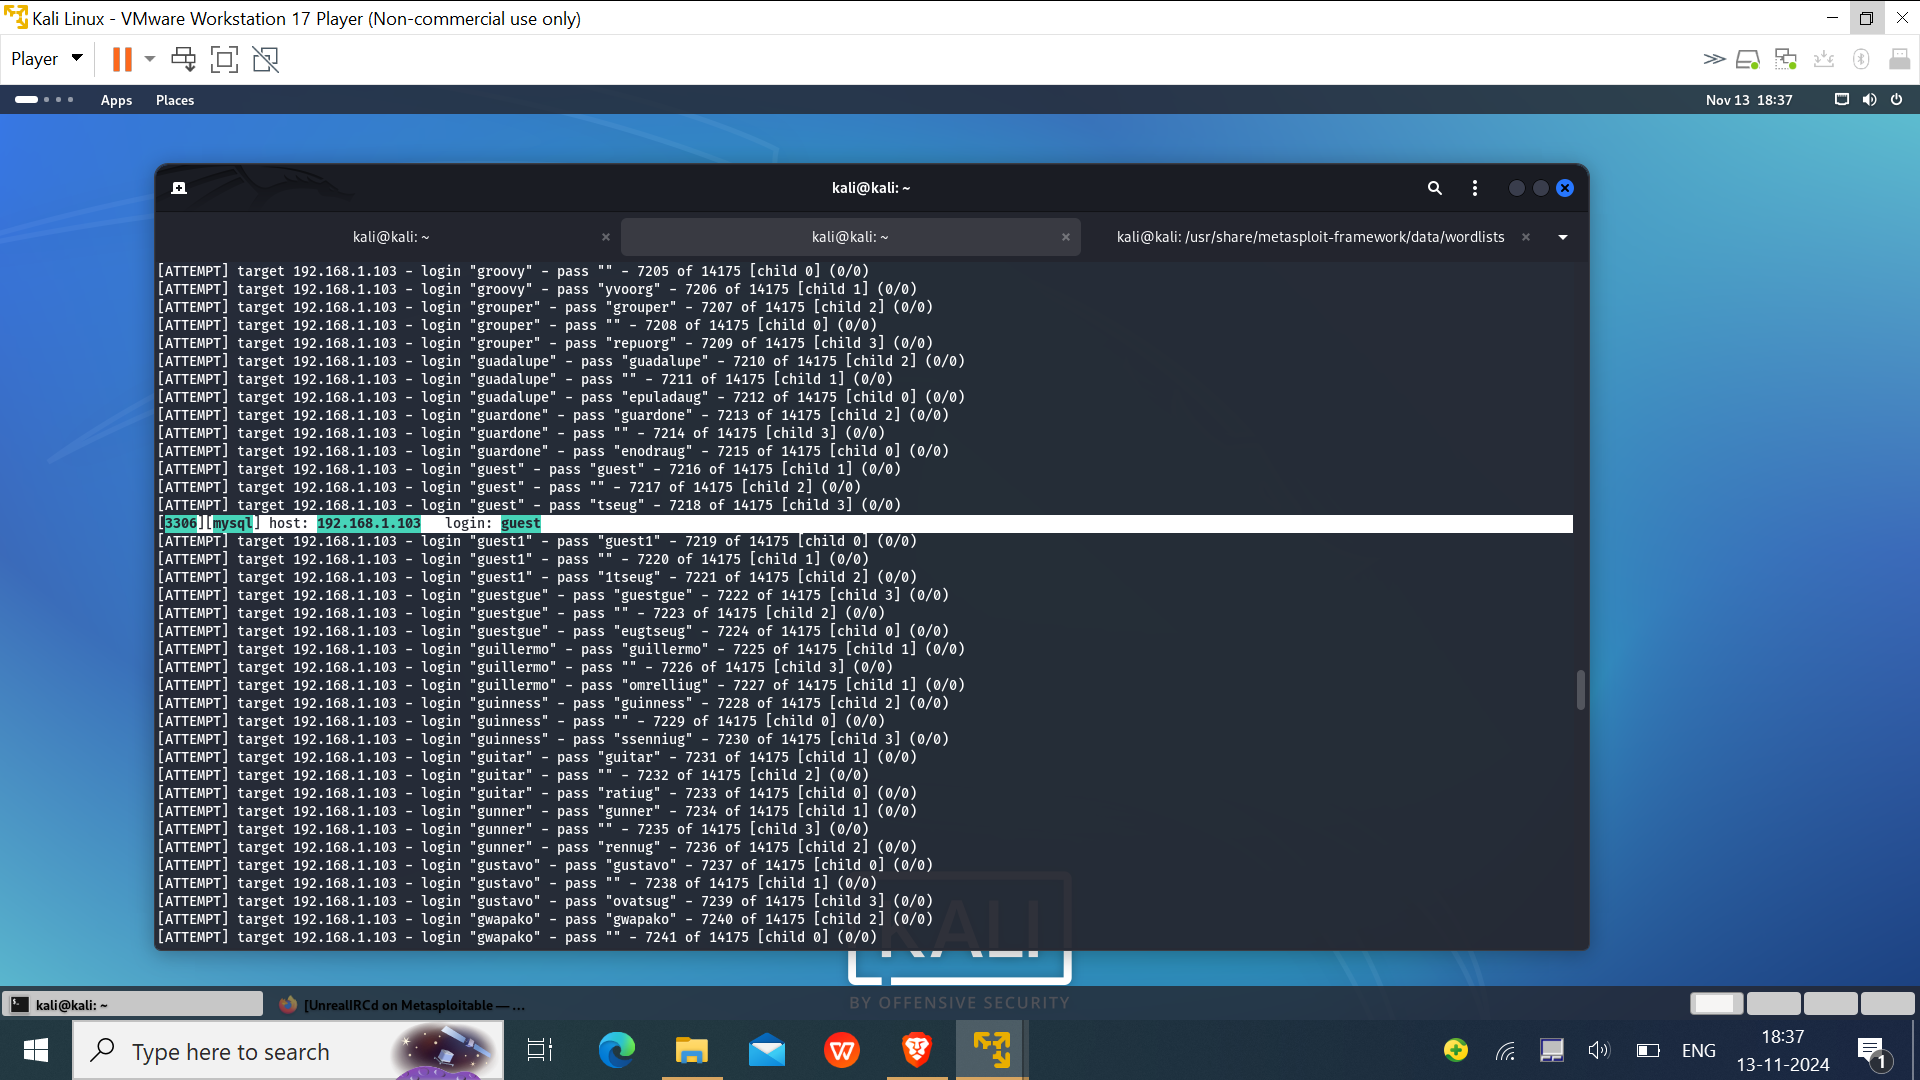 Kali Linux - VMware Workstation 17 Player (Non-commercial use only)
Player
Apps Places Nov 13 18:37
kali@kali: ~
kali@kali: ~ kali@kali: ~ kali@kali: /usr/share/metasploit-framework/data/wordlists
[ATTEMPT] target 192.168.1.103 - login "groovy" - pass "" - 7205 of 14175 [child 0] (0/0)
[ATTEMPT] target 192.168.1.103 - login "groovy" - pass "yvoorg" - 7206 of 14175 [child 1] (0/0)
[ATTEMPT] target 192.168.1.103 - login "grouper" - pass "grouper" - 7207 of 14175 [child 2] (0/0)
[ATTEMPT] target 192.168.1.103 - login "grouper" - pass "" - 7208 of 14175 [child 0] (0/0)
[ATTEMPT] target 192.168.1.103 - login "grouper" - pass "repuorg" - 7209 of 14175 [child 3] (0/0)
[ATTEMPT] target 192.168.1.103 - login "guadalupe" - pass "guadalupe" - 7210 of 14175 [child 2] (0/0)
[ATTEMPT] target 192.168.1.103 - login "guadalupe" - pass "" - 7211 of 14175 [child 1] (0/0)
[ATTEMPT] target 192.168.1.103 - login "guadalupe" - pass "epuladaug" - 7212 of 14175 [child 0] (0/0)
[ATTEMPT] target 192.168.1.103 - login "guardone" - pass "guardone" - 7213 of 14175 [child 2] (0/0)
[ATTEMPT] target 192.168.1.103 - login "guardone" - pass "" - 7214 of 14175 [child 3] (0/0)
[ATTEMPT] target 192.168.1.103 - login "guardone" - pass "enodraug" - 7215 of 14175 [child 0] (0/0)
[ATTEMPT] target 192.168.1.103 - login "guest" - pass "guest" - 7216 of 14175 [child 1] (0/0)
[ATTEMPT] target 192.168.1.103 - login "guest" - pass "" - 7217 of 14175 [child 2] (0/0)
[ATTEMPT] target 192.168.1.103 - login "guest" - pass "tseug" - 7218 of 14175 [child 3] (0/0)
[3306][mysql] host: 192.168.1.103   login: guest
[ATTEMPT] target 192.168.1.103 - login "guest1" - pass "guest1" - 7219 of 14175 [child 0] (0/0)
[ATTEMPT] target 192.168.1.103 - login "guest1" - pass "" - 7220 of 14175 [child 1] (0/0)
[ATTEMPT] target 192.168.1.103 - login "guest1" - pass "1tseug" - 7221 of 14175 [child 2] (0/0)
[ATTEMPT] target 192.168.1.103 - login "guestgue" - pass "guestgue" - 7222 of 14175 [child 3] (0/0)
[ATTEMPT] target 192.168.1.103 - login "guestgue" - pass "" - 7223 of 14175 [child 2] (0/0)
[ATTEMPT] target 192.168.1.103 - login "guestgue" - pass "eugtseug" - 7224 of 14175 [child 0] (0/0)
[ATTEMPT] target 192.168.1.103 - login "guillermo" - pass "guillermo" - 7225 of 14175 [child 1] (0/0)
[ATTEMPT] target 192.168.1.103 - login "guillermo" - pass "" - 7226 of 14175 [child 3] (0/0)
[ATTEMPT] target 192.168.1.103 - login "guillermo" - pass "omrelliug" - 7227 of 14175 [child 1] (0/0)
[ATTEMPT] target 192.168.1.103 - login "guinness" - pass "guinness" - 7228 of 14175 [child 2] (0/0)
[ATTEMPT] target 192.168.1.103 - login "guinness" - pass "" - 7229 of 14175 [child 0] (0/0)
[ATTEMPT] target 192.168.1.103 - login "guinness" - pass "ssenniug" - 7230 of 14175 [child 3] (0/0)
[ATTEMPT] target 192.168.1.103 - login "guitar" - pass "guitar" - 7231 of 14175 [child 1] (0/0)
[ATTEMPT] target 192.168.1.103 - login "guitar" - pass "" - 7232 of 14175 [child 2] (0/0)
[ATTEMPT] target 192.168.1.103 - login "guitar" - pass "ratiug" - 7233 of 14175 [child 0] (0/0)
[ATTEMPT] target 192.168.1.103 - login "gunner" - pass "gunner" - 7234 of 14175 [child 1] (0/0)
[ATTEMPT] target 192.168.1.103 - login "gunner" - pass "" - 7235 of 14175 [child 3] (0/0)
[ATTEMPT] target 192.168.1.103 - login "gunner" - pass "rennug" - 7236 of 14175 [child 2] (0/0)
[ATTEMPT] target 192.168.1.103 - login "gustavo" - pass "gustavo" - 7237 of 14175 [child 0] (0/0)
[ATTEMPT] target 192.168.1.103 - login "gustavo" - pass "" - 7238 of 14175 [child 1] (0/0)
[ATTEMPT] target 192.168.1.103 - login "gustavo" - pass "ovatsug" - 7239 of 14175 [child 3] (0/0)
[ATTEMPT] target 192.168.1.103 - login "gwapako" - pass "gwapako" - 7240 of 14175 [child 2] (0/0)
[ATTEMPT] target 192.168.1.103 - login "gwapako" - pass "" - 7241 of 14175 [child 0] (0/0)
KALI
BY OFFENSIVE SECURITY
kali@kali: ~ [UnrealIRCd on Metasploitable — ...
Type here to search
ENG
18:37
13-11-2024
1